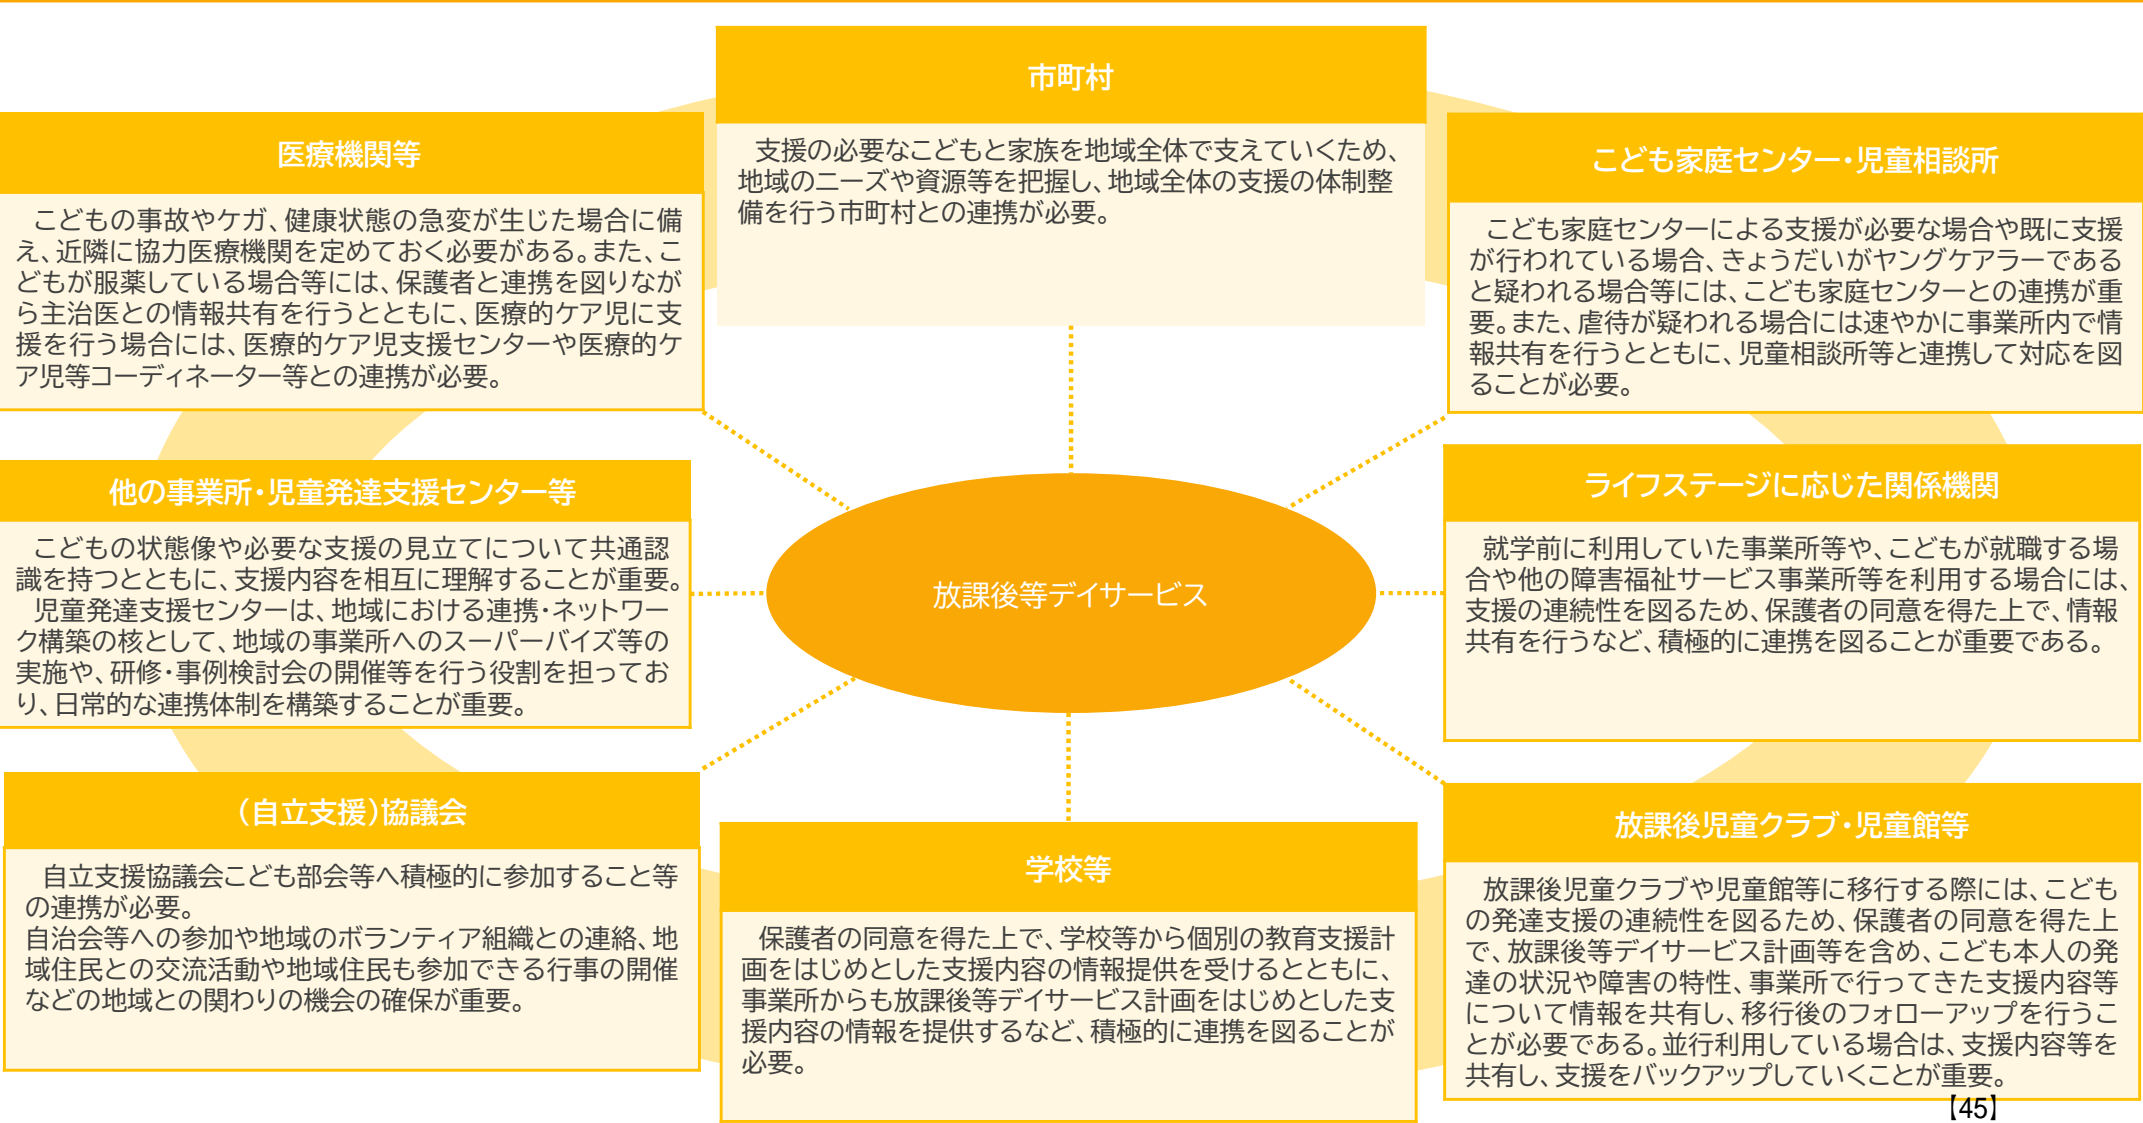 市町村
支援の必要なこどもと家族を地域全体で支えていくため、
地域のニーズや資源等を把握し、地域全体の支援の体制整
備を行う市町村との連携が必要。
医療機関等
こどもの事故やケガ、健康状態の急変が生じた場合に備
え、近隣に協力医療機関を定めておく必要がある。また、こ
どもが服薬している場合等には、保護者と連携を図りなが
ら主治医との情報共有を行うとともに、医療的ケア児に支
援を行う場合には、医療的ケア児支援センターや医療的ケ
ア児等コーディネーター等との連携が必要。
こども家庭センター・児童相談所
こども家庭センターによる支援が必要な場合や既に支援
が行われている場合、きょうだいがヤングケアラーである
と疑われる場合等には、こども家庭センターとの連携が重
要。また、虐待が疑われる場合には速やかに事業所内で情
報共有を行うとともに、児童相談所等と連携して対応を図
ることが必要。
他の事業所・児童発達支援センター等
こどもの状態像や必要な支援の見立てについて共通認
識を持つとともに、支援内容を相互に理解することが重要。
児童発達支援センターは、地域における連携・ネットワー
ク構築の核として、地域の事業所へのスーパーバイズ等の
実施や、研修・事例検討会の開催等を行う役割を担ってお
り、日常的な連携体制を構築することが重要。
放課後等デイサービス
ライフステージに応じた関係機関
就学前に利用していた事業所等や、こどもが就職する場
合や他の障害福祉サービス事業所等を利用する場合には、
支援の連続性を図るため、保護者の同意を得た上で、情報
共有を行うなど、積極的に連携を図ることが重要である。
（自立支援）協議会
自立支援協議会こども部会等へ積極的に参加すること等
の連携が必要。
自治会等への参加や地域のボランティア組織との連絡、地
域住民との交流活動や地域住民も参加できる行事の開催
などの地域との関わりの機会の確保が重要。
学校等
保護者の同意を得た上で、学校等から個別の教育支援計
画をはじめとした支援内容の情報提供を受けるとともに、
事業所からも放課後等デイサービス計画をはじめとした支
援内容の情報を提供するなど、積極的に連携を図ることが
必要。
放課後児童クラブ・児童館等
放課後児童クラブや児童館等に移行する際には、こども
の発達支援の連続性を図るため、保護者の同意を得た上
で、放課後等デイサービス計画等を含め、こども本人の発
達の状況や障害の特性、事業所で行ってきた支援内容等
について情報を共有し、移行後のフォローアップを行うこ
とが必要である。並行利用している場合は、支援内容等を
共有し、支援をバックアップしていくことが重要。
【45】